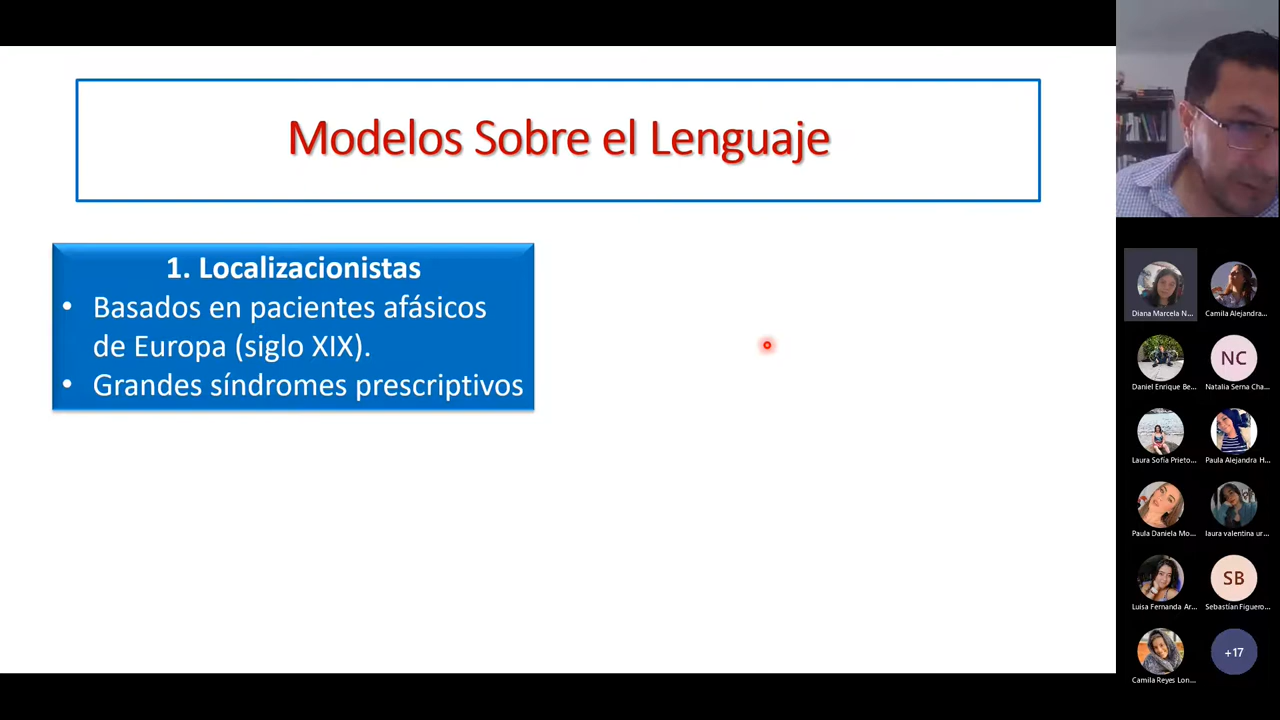 Modelos Sobre el Lenguaje
1. Localizacionistas
• Basados en pacientes afásicos
de Europa (siglo XIX).
• Grandes síndromes prescriptivos
Diana Marcela N...
Camila Alejandra...
Daniel Enrique Be...
NC
Natalia Serna Cha...
Laura Sofía Prieto...
Paula Alejandra H...
Paula Daniela Mo...
laura valentina ur...
Luisa Fernanda Ar...
SB
Sebastían Figuero...
Camila Reyes Lon...
+17